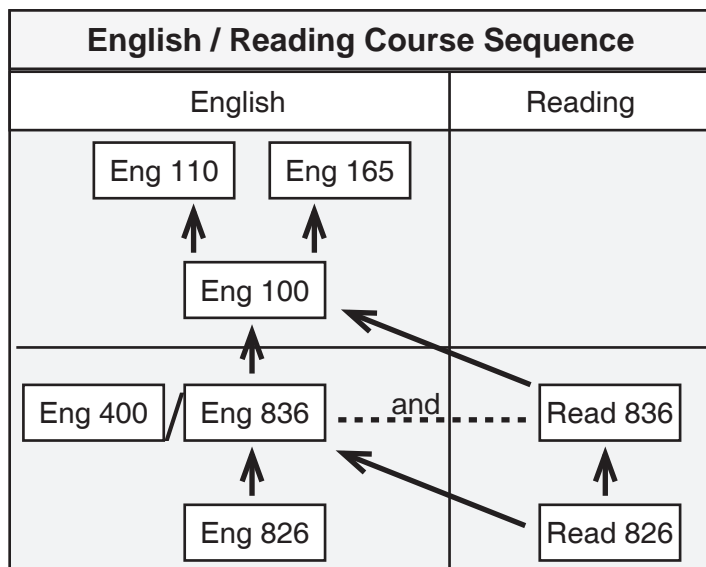 English / Reading Course Sequence
English Reading
Eng 110 Eng 165
Eng 100
Eng 400 / Eng 836 and Read 836
Eng 826 Read 826